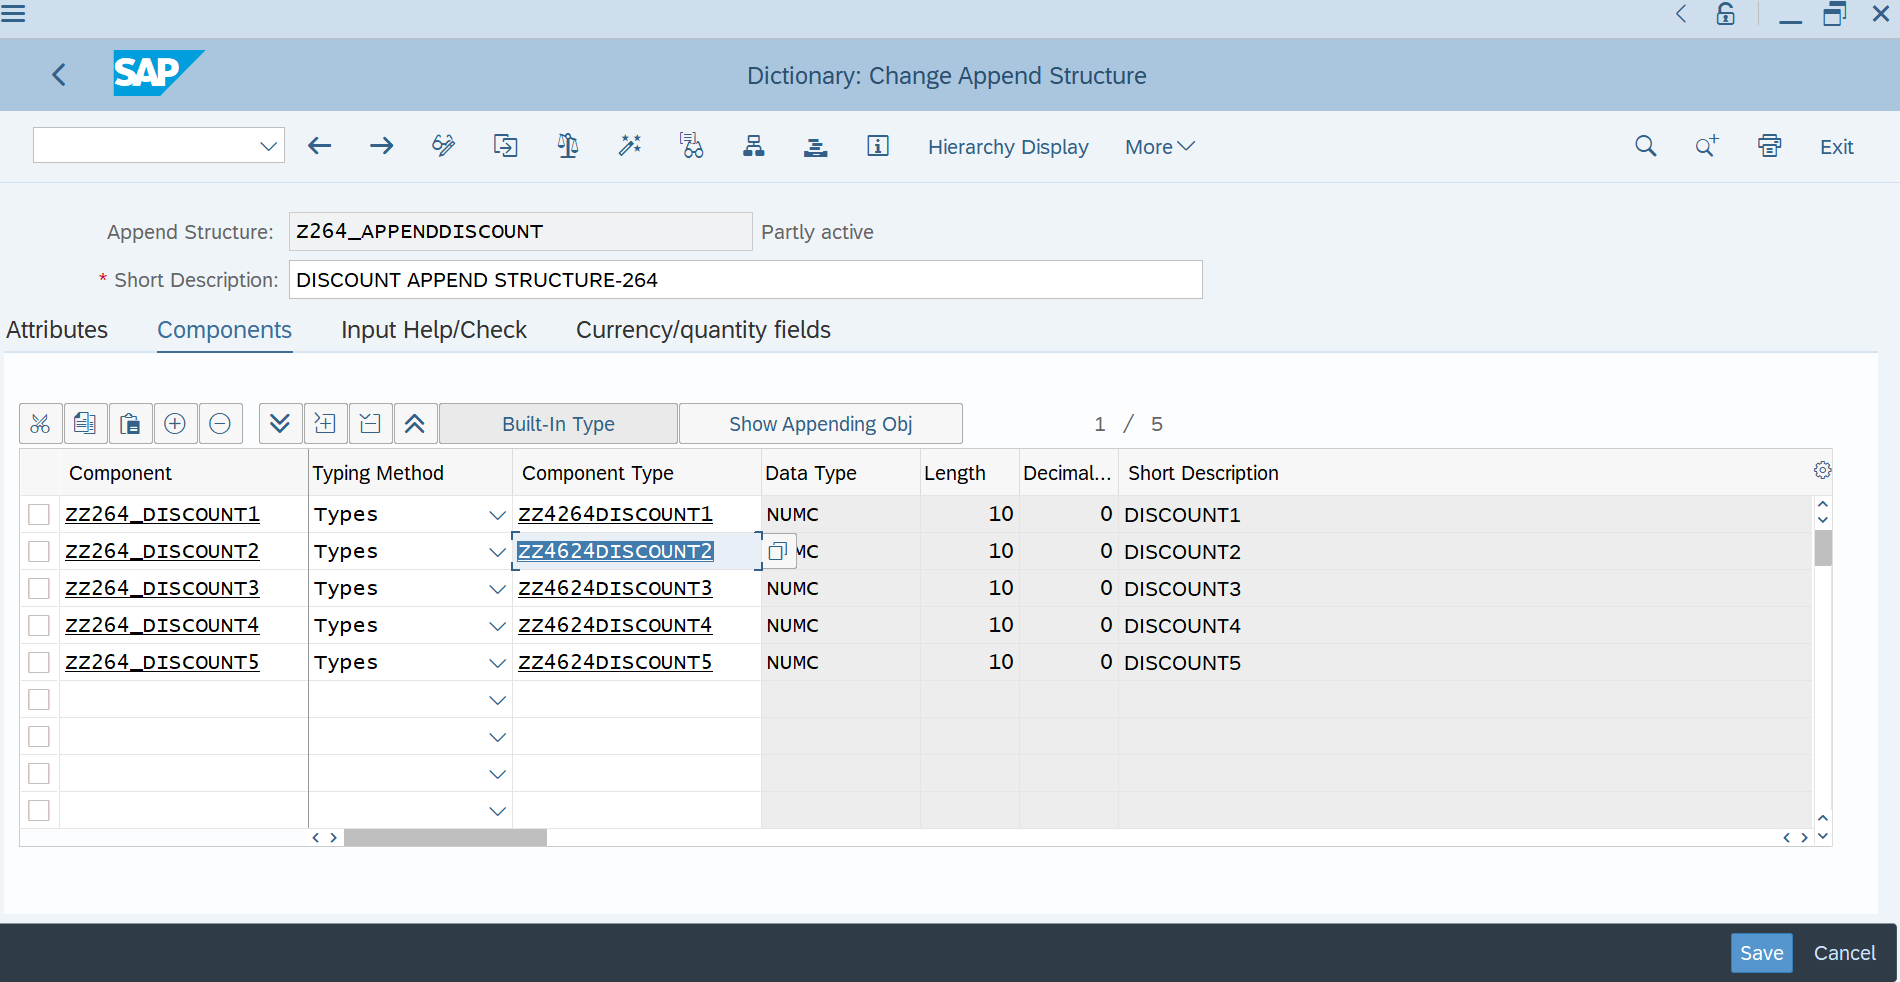 SAP
Dictionary: Change Append Structure
Hierarchy Display More Exit
Append Structure: Z264_APPENDDISCOUNT Partly active
* Short Description: DISCOUNT APPEND STRUCTURE-264
Attributes Components Input Help/Check Currency/quantity fields
Built-In Type Show Appending Obj 1 / 5
Component Typing Method Component Type Data Type Length Decimal... Short Description
ZZ264_DISCOUNT1 Types ZZ4264DISCOUNT1 NUMC 10 0 DISCOUNT1
ZZ264_DISCOUNT2 Types ZZ4624DISCOUNT2 MC 10 0 DISCOUNT2
ZZ264_DISCOUNT3 Types ZZ4624DISCOUNT3 NUMC 10 0 DISCOUNT3
ZZ264_DISCOUNT4 Types ZZ4624DISCOUNT4 NUMC 10 0 DISCOUNT4
ZZ264_DISCOUNT5 Types ZZ4624DISCOUNT5 NUMC 10 0 DISCOUNT5
Save Cancel